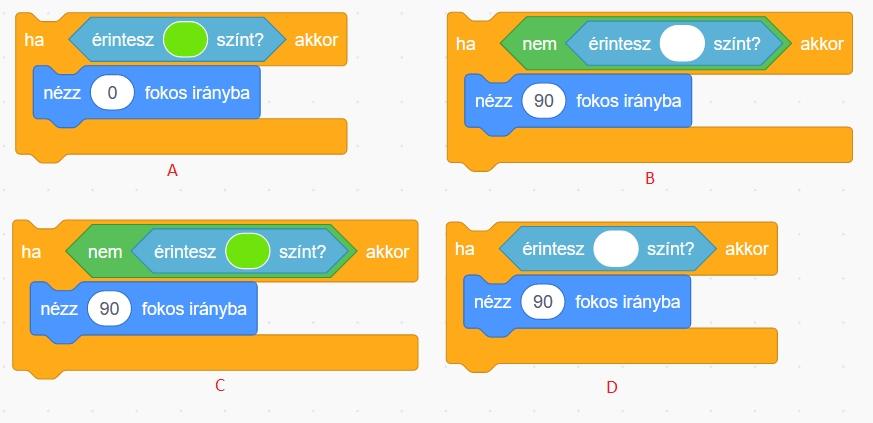 ha érintesz színt? akkor
nézz 0 fokos irányba
A
ha nem érintesz színt? akkor
nézz 90 fokos irányba
B
ha nem érintesz színt? akkor
nézz 90 fokos irányba
C
ha érintesz színt? akkor
nézz 90 fokos irányba
D